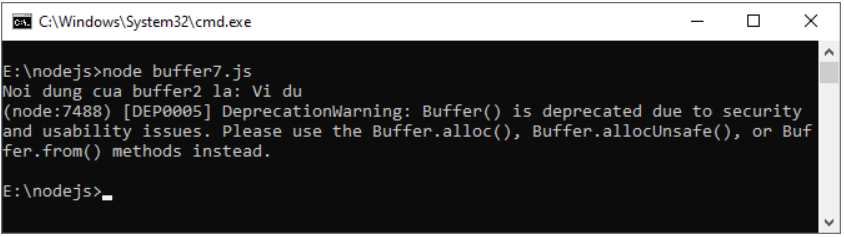 C:\Windows\System32\cmd.exe
E:\nodejs>node buffer7.js
Noi dung cua buffer2 la: Vi du
(node:7488) [DEP0005] DeprecationWarning: Buffer() is deprecated due to security
and usability issues. Please use the Buffer.alloc(), Buffer.allocUnsafe(), or Buf
fer.from() methods instead.
E:\nodejs>